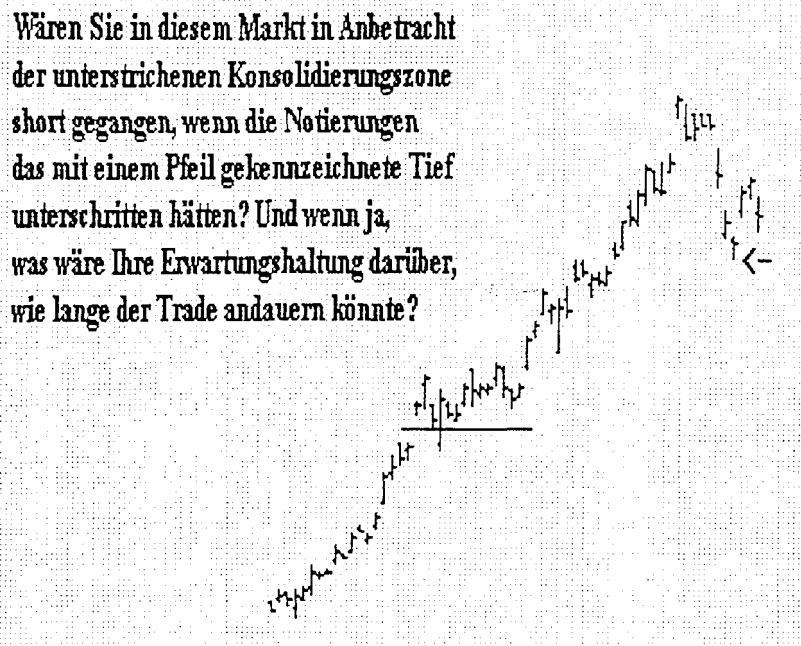 Wären Sie in diesem Markt in Anbetracht
der unterstrichenen Konsolidierungszone
short gegangen, wenn die Notierungen
das mit einem Pfeil gekennzeichnete Tief
unterschritten hätten? Und wenn ja,
was wäre Ihre Erwartungshaltung darüber,
wie lange der Trade andauern könnte?